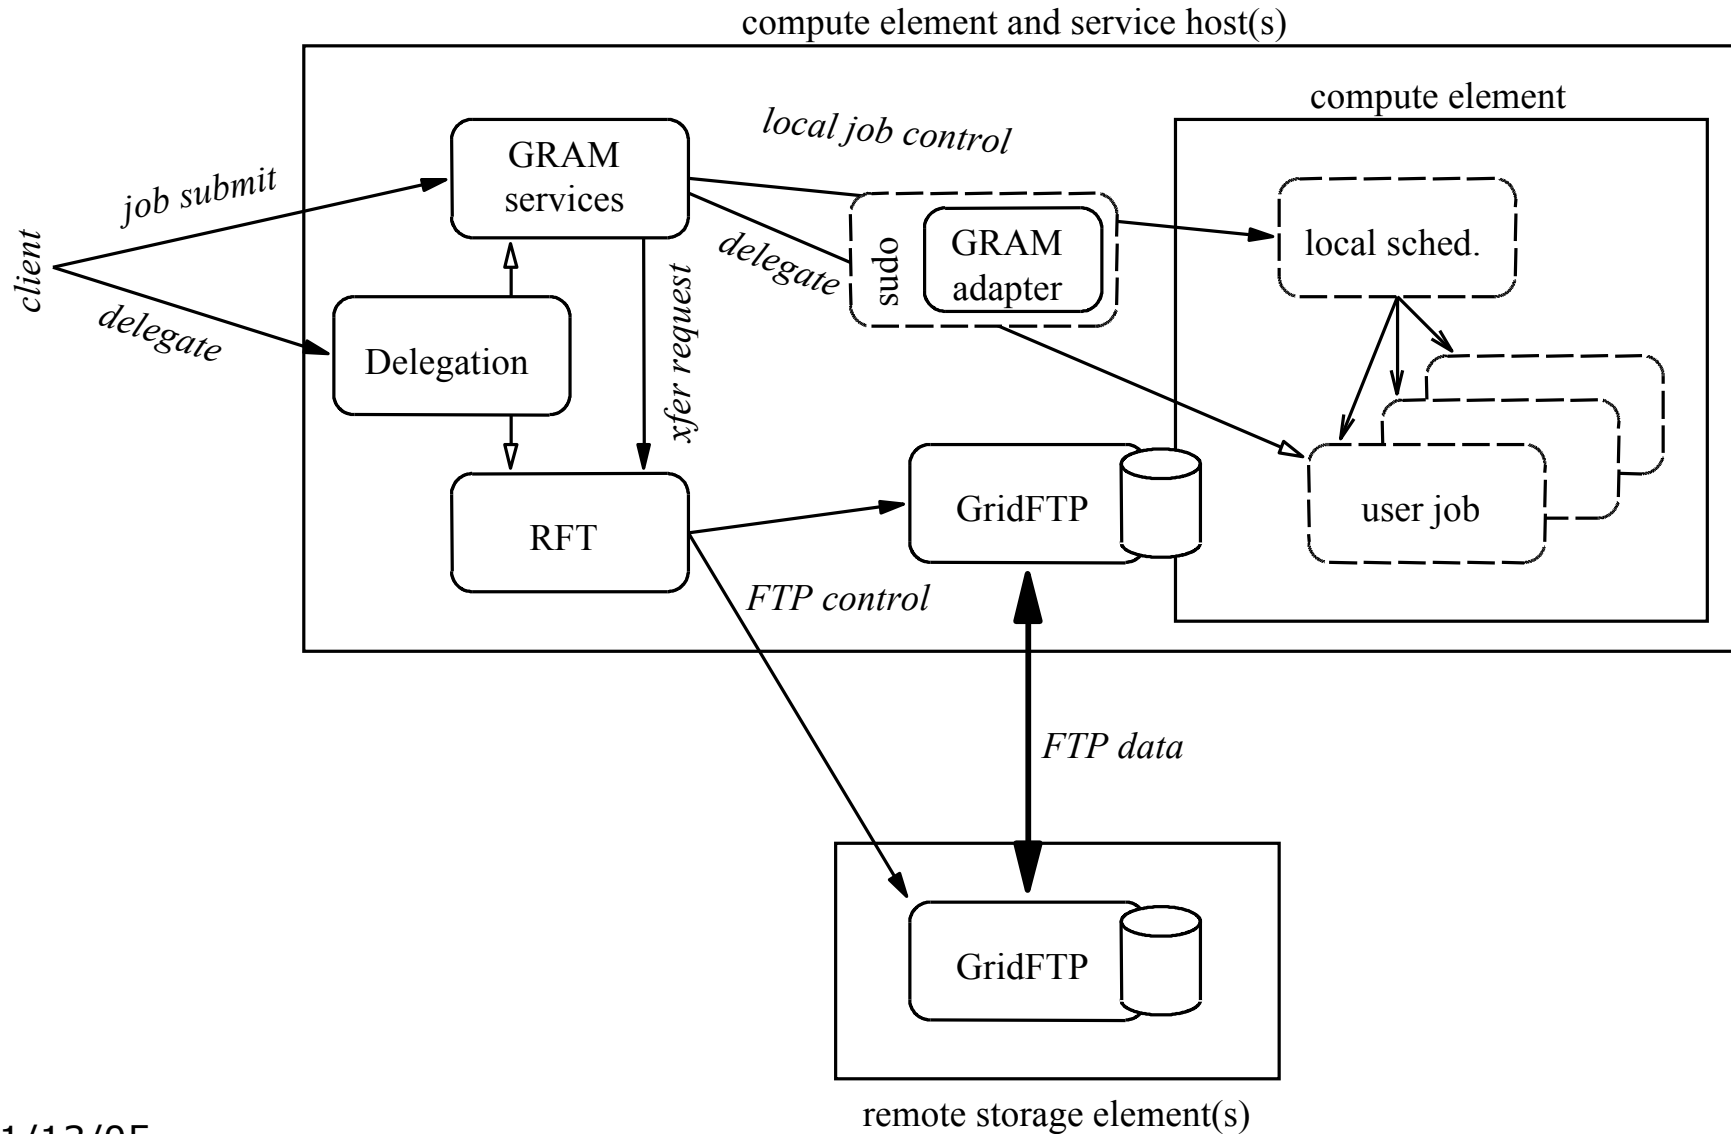 compute element and service host(s)
compute element
local job control
GRAM
services
job submit
client
delegate
delegate
sudo
GRAM
adapter
local sched.
xfer request
Delegation
RFT
GridFTP
user job
FTP control
FTP data
GridFTP
remote storage element(s)